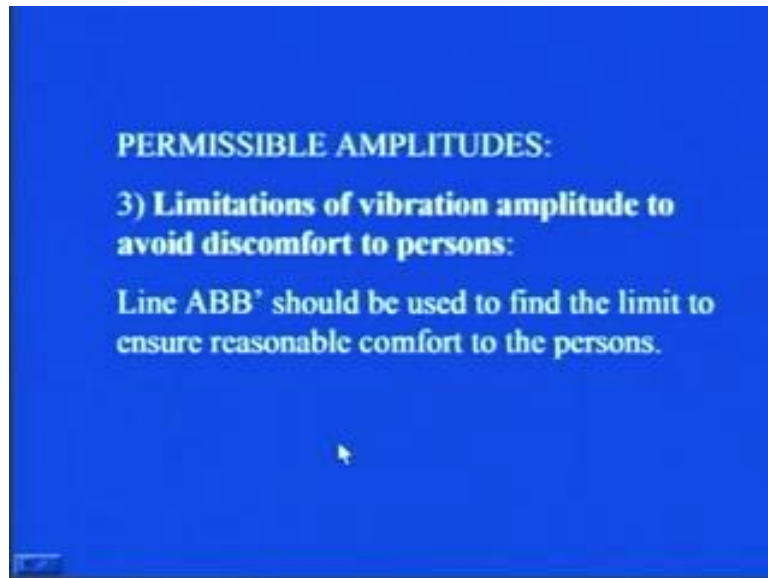 PERMISSIBLE AMPLITUDES:
3) Limitations of vibration amplitude to
avoid discomfort to persons:
Line ABB’ should be used to find the limit to
ensure reasonable comfort to the persons.